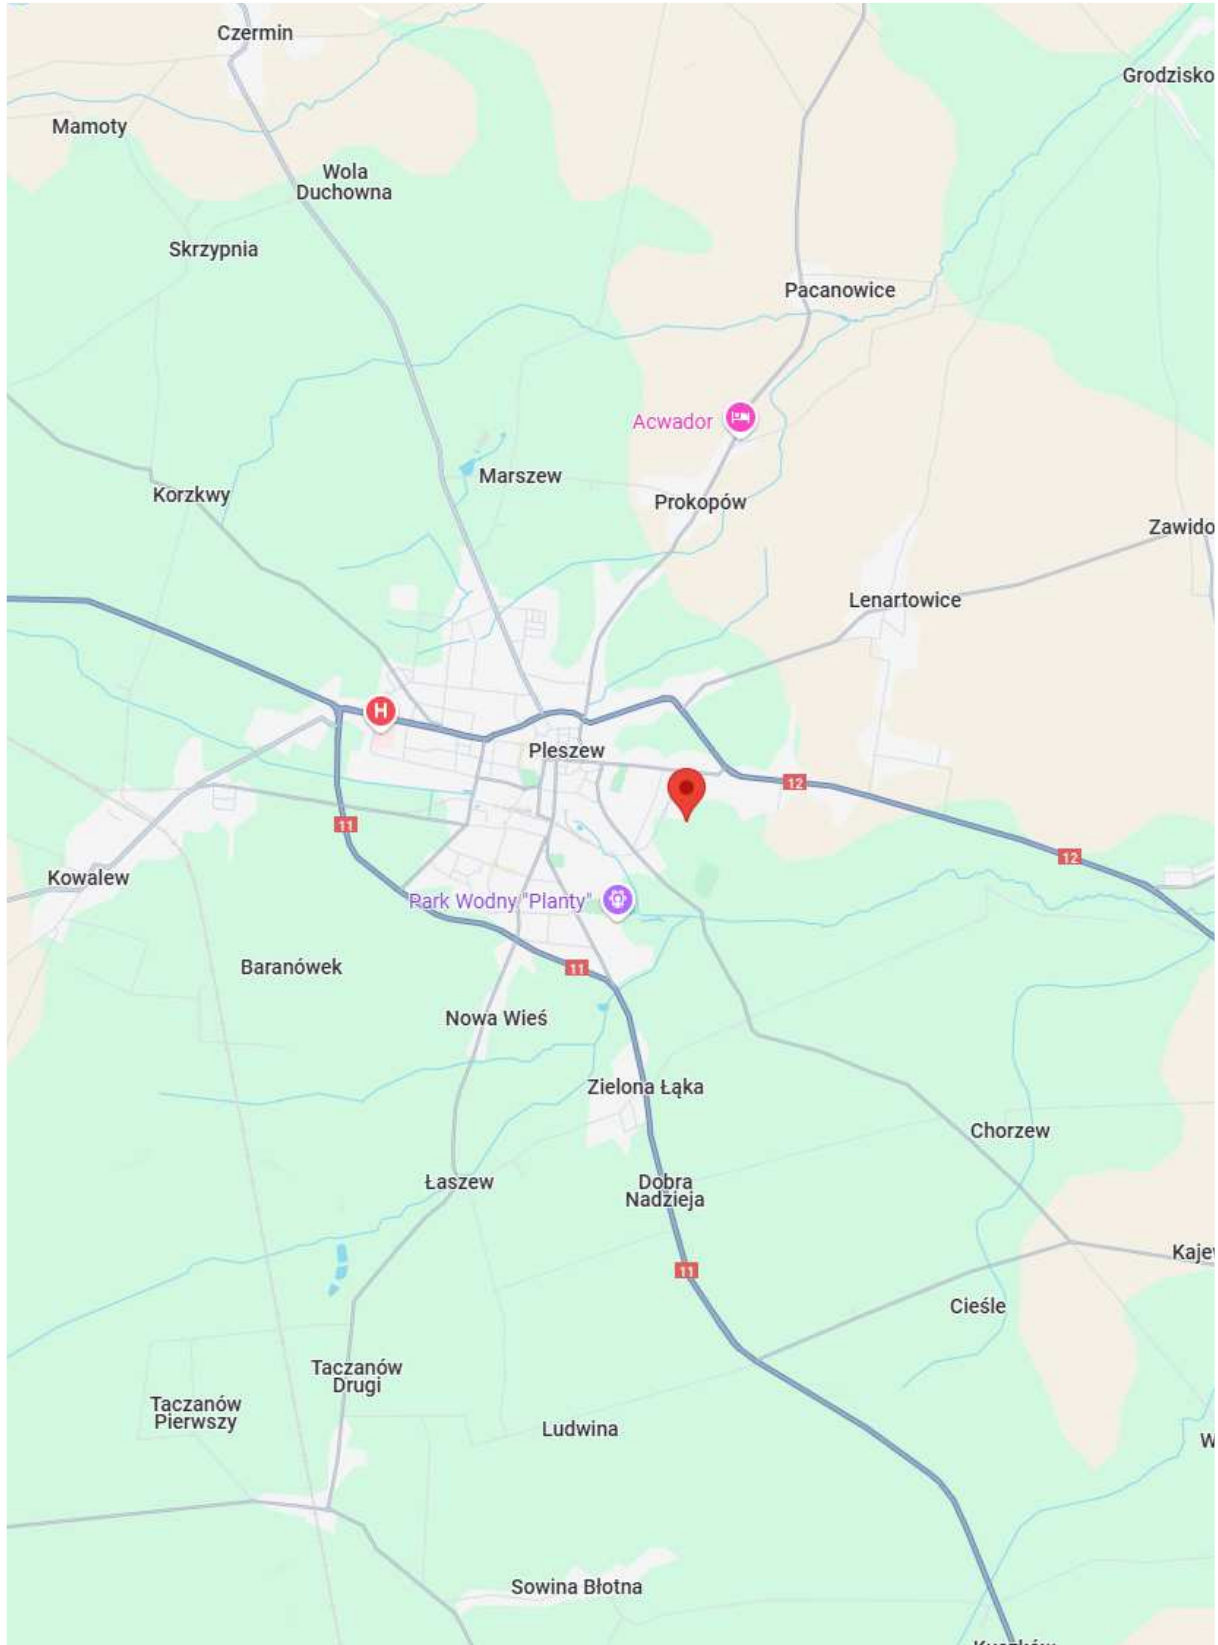 Czermin
Grodzisko
Mamoty
Wola
Duchowna
Skrzypnia
Pacanowice
Acwador
Marszew
Korzkwy
Prokopów
Zawido
Lenartowice
H
Pleszew
12
11
12
Kowalew
Park Wodny "Planty"
Baranówek
11
Nowa Wieś
Zielona Łąka
Chorzew
Łaszew
Dobra
Nadzieja
Kaje
11
Cieśle
Taczanów
Drugi
Taczanów
Pierwszy
Ludwina
W
Sowina Błotna